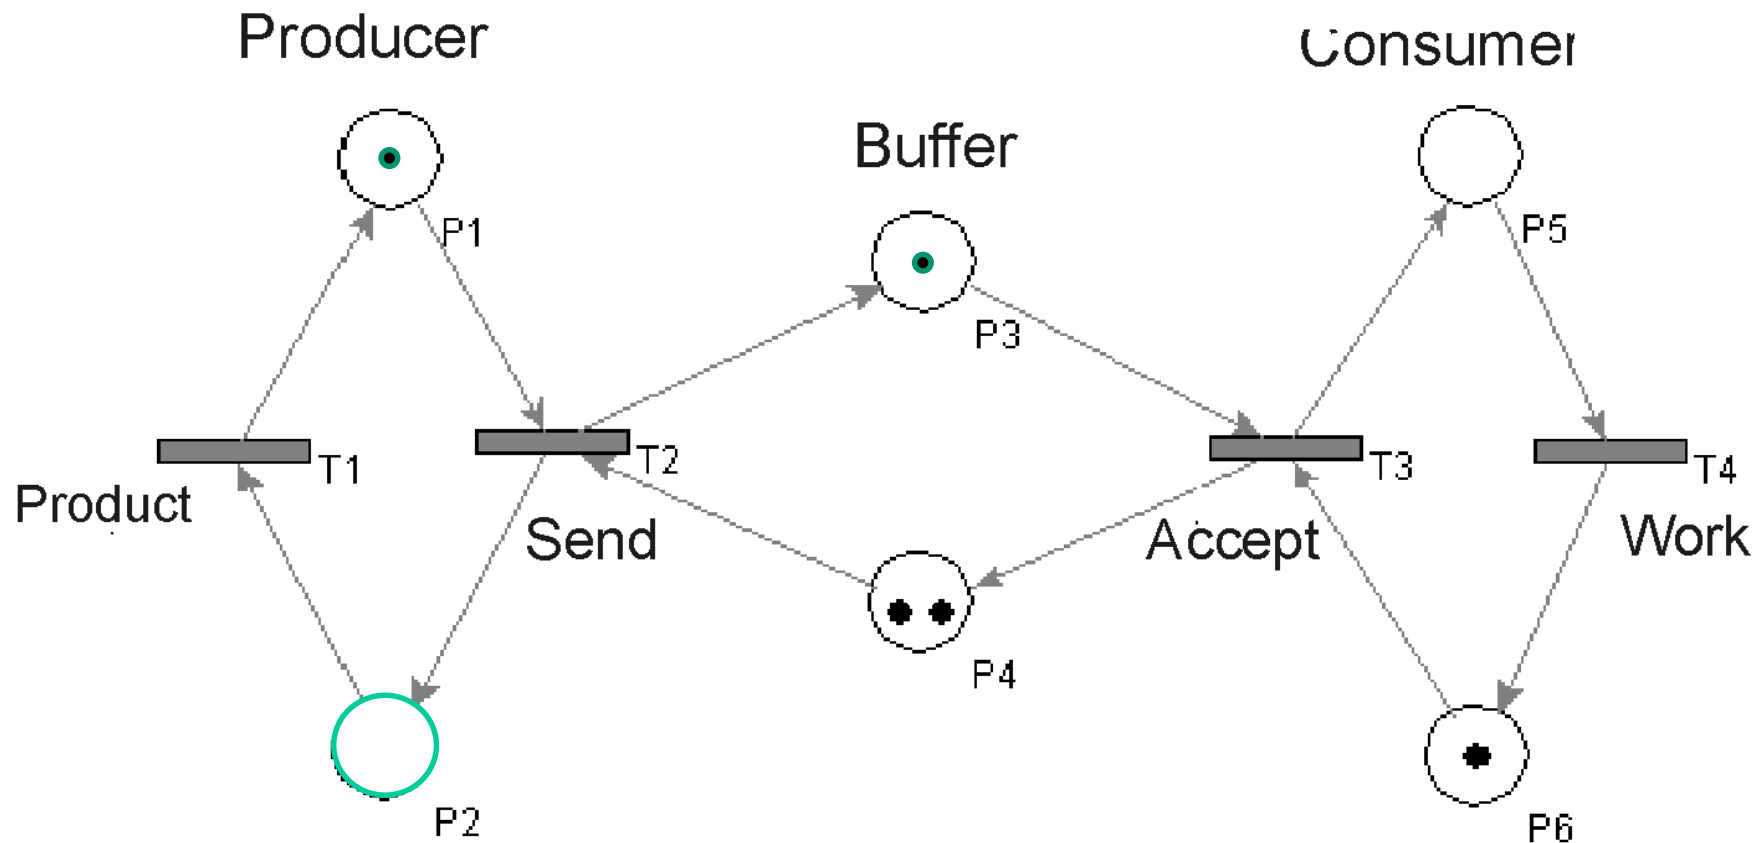 Producer
Consumer
Buffer
P1
P5
P3
T1
T2
T3
T4
Product
Send
Accept
Work
P4
P2
P6